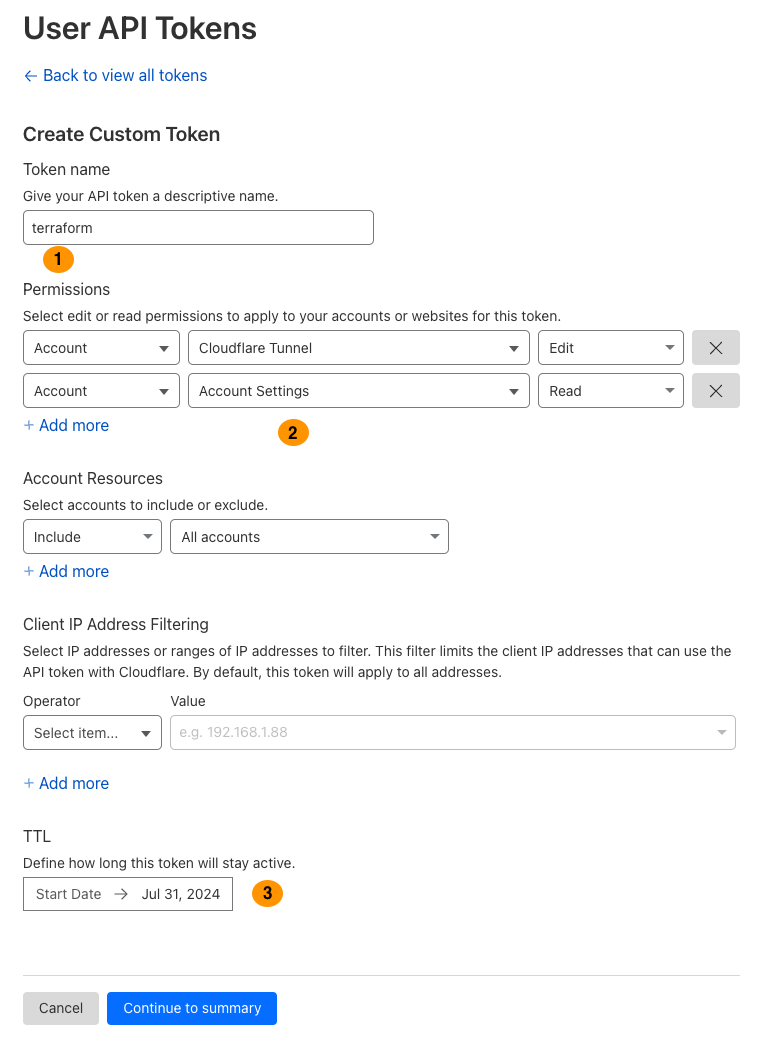 User API Tokens
← Back to view all tokens
Create Custom Token
Token name
Give your API token a descriptive name.
terraform
1
Permissions
Select edit or read permissions to apply to your accounts or websites for this token.
Account Cloudflare Tunnel Edit
Account Account Settings Read
+ Add more
2
Account Resources
Select accounts to include or exclude.
Include All accounts
+ Add more
Client IP Address Filtering
Select IP addresses or ranges of IP addresses to filter. This filter limits the client IP addresses that can use the
API token with Cloudflare. By default, this token will apply to all addresses.
Operator Value
Select item... e.g. 192.168.1.88
+ Add more
TTL
Define how long this token will stay active.
Start Date → Jul 31, 2024 3
Cancel Continue to summary